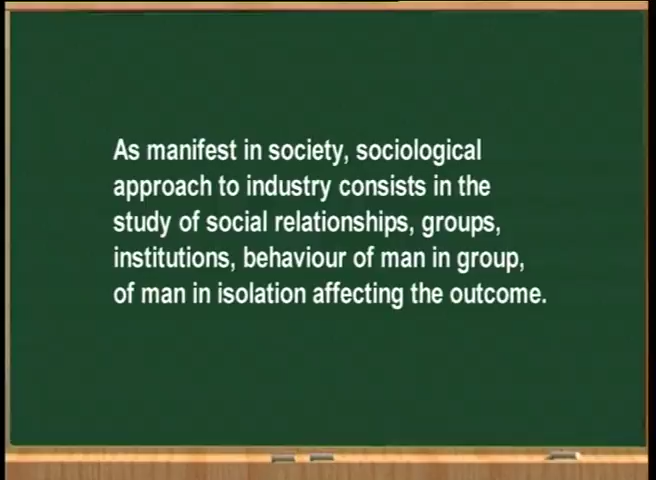 As manifest in society, sociological
approach to industry consists in the
study of social relationships, groups,
institutions, behaviour of man in group,
of man in isolation affecting the outcome.